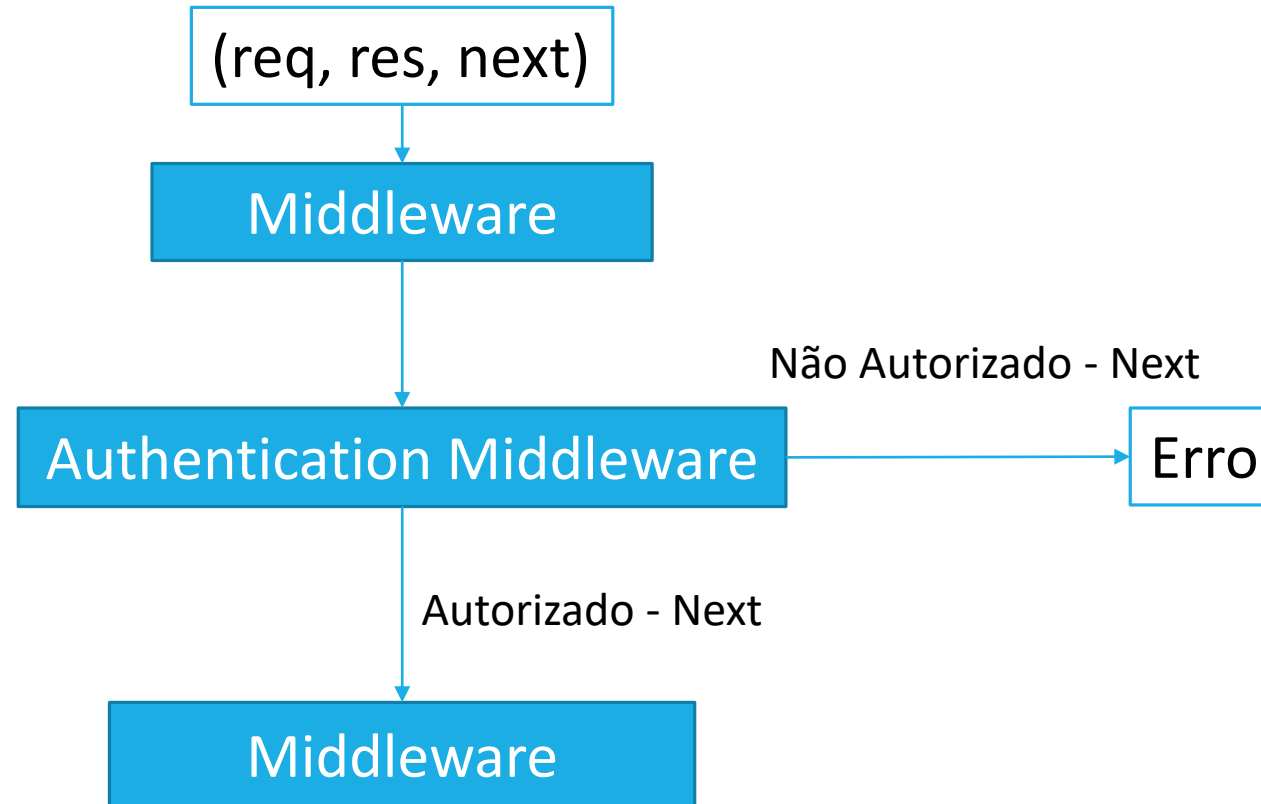 (req, res, next)
Middleware
Não Autorizado - Next
Authentication Middleware
Erro
Autorizado - Next
Middleware